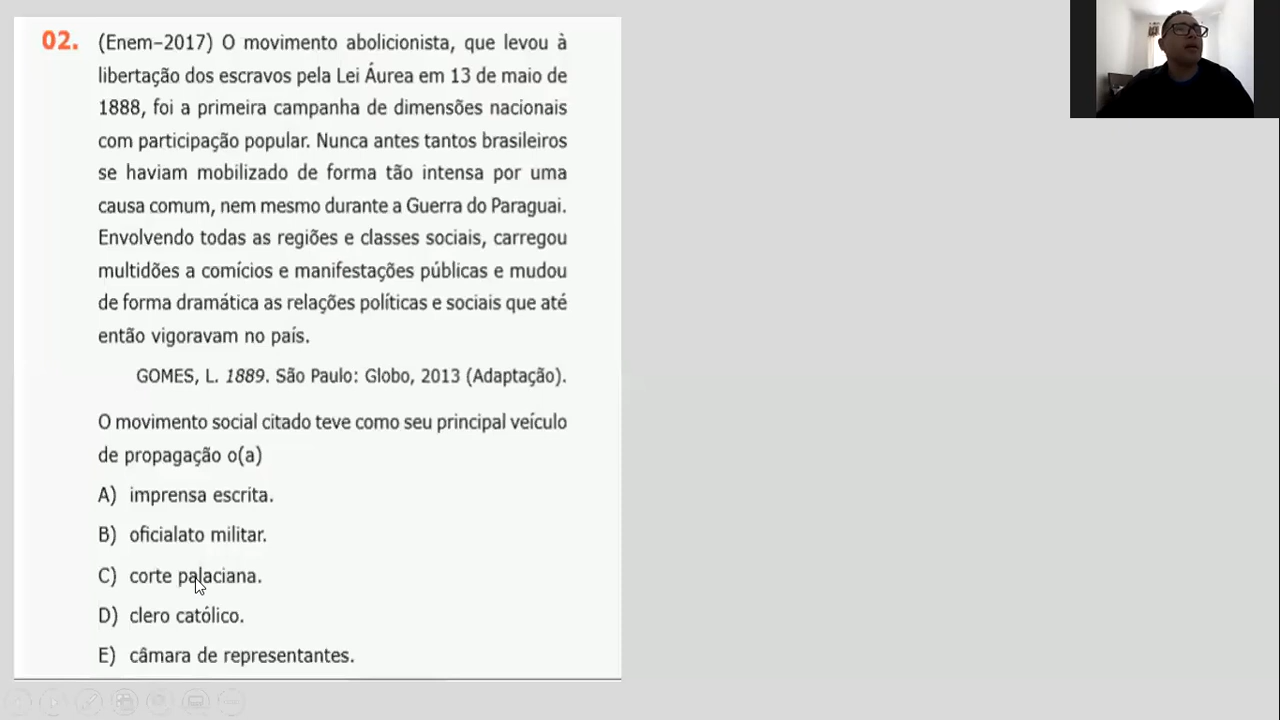 02. (Enem–2017) O movimento abolicionista, que levou à
libertação dos escravos pela Lei Áurea em 13 de maio de
1888, foi a primeira campanha de dimensões nacionais
com participação popular. Nunca antes tantos brasileiros
se haviam mobilizado de forma tão intensa por uma
causa comum, nem mesmo durante a Guerra do Paraguai.
Envolvendo todas as regiões e classes sociais, carregou
multidões a comícios e manifestações públicas e mudou
de forma dramática as relações políticas e sociais que até
então vigoravam no país.
GOMES, L. 1889. São Paulo: Globo, 2013 (Adaptação).
O movimento social citado teve como seu principal veículo
de propagação o(a)
A) imprensa escrita.
B) oficialato militar.
C) corte palaciana.
D) clero católico.
E) câmara de representantes.